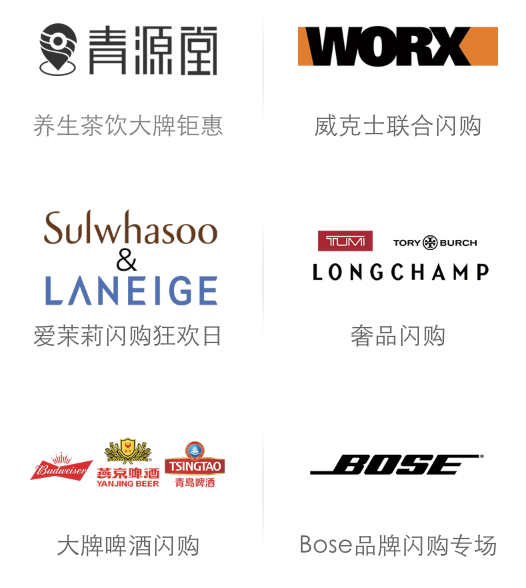 青源堂
养生茶饮大牌钜惠
WORX
威克士联合闪购
Sulwhasoo
&
LANEIGE
爱茉莉闪购狂欢日
TUMI
TORY BURCH
LONGCHAMP
奢品闪购
Budweiser
燕京啤酒
YANJING BEER
TSINGTAO
青岛啤酒
大牌啤酒闪购
BOSE
Bose品牌闪购专场